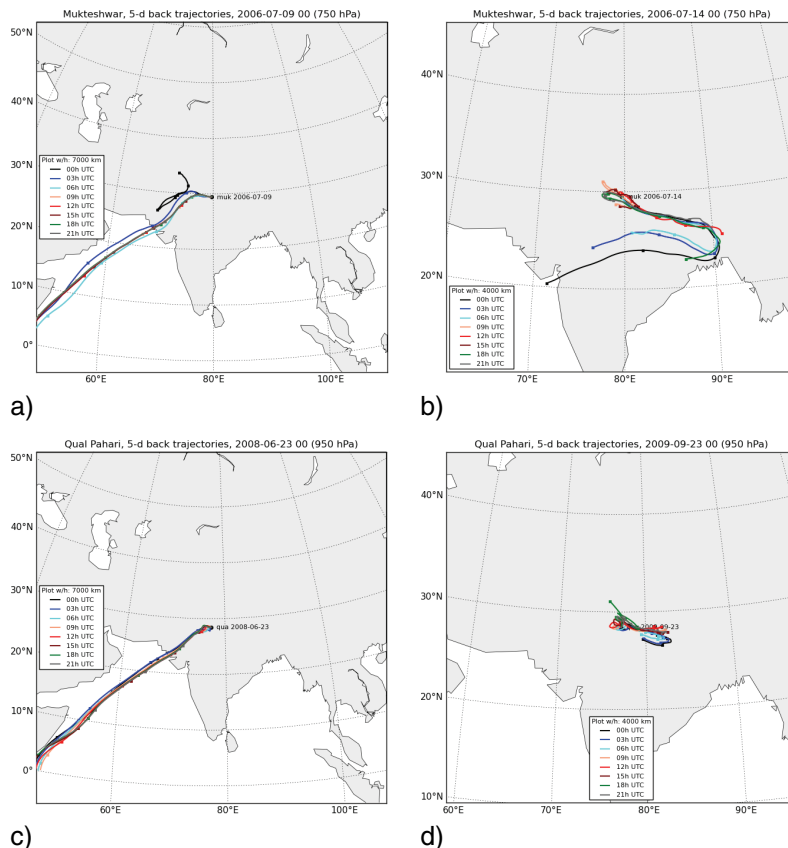 Mukteshwar, 5-d back trajectories, 2006-07-09 00 (750 hPa)
50°N
40°N
30°N
20°N
10°N
0°
60°E
80°E
100°E
Plot w/h: 7000 km
00h UTC
03h UTC
06h UTC
09h UTC
12h UTC
15h UTC
18h UTC
21h UTC
muk 2006-07-09
a)
Mukteshwar, 5-d back trajectories, 2006-07-14 00 (750 hPa)
40°N
30°N
20°N
70°E
80°E
90°E
Plot w/h: 4000 km
00h UTC
03h UTC
06h UTC
09h UTC
12h UTC
15h UTC
18h UTC
21h UTC
muk 2006-07-14
b)
Qual Pahari, 5-d back trajectories, 2008-06-23 00 (950 hPa)
50°N
40°N
30°N
20°N
10°N
0°
60°E
80°E
100°E
Plot w/h: 7000 km
00h UTC
03h UTC
06h UTC
09h UTC
12h UTC
15h UTC
18h UTC
21h UTC
qua 2008-06-23
c)
Qual Pahari, 5-d back trajectories, 2009-09-23 00 (950 hPa)
40°N
30°N
20°N
10°N
60°E
70°E
80°E
90°E
Plot w/h: 4000 km
00h UTC
03h UTC
06h UTC
09h UTC
12h UTC
15h UTC
18h UTC
21h UTC
2009-09-23
d)